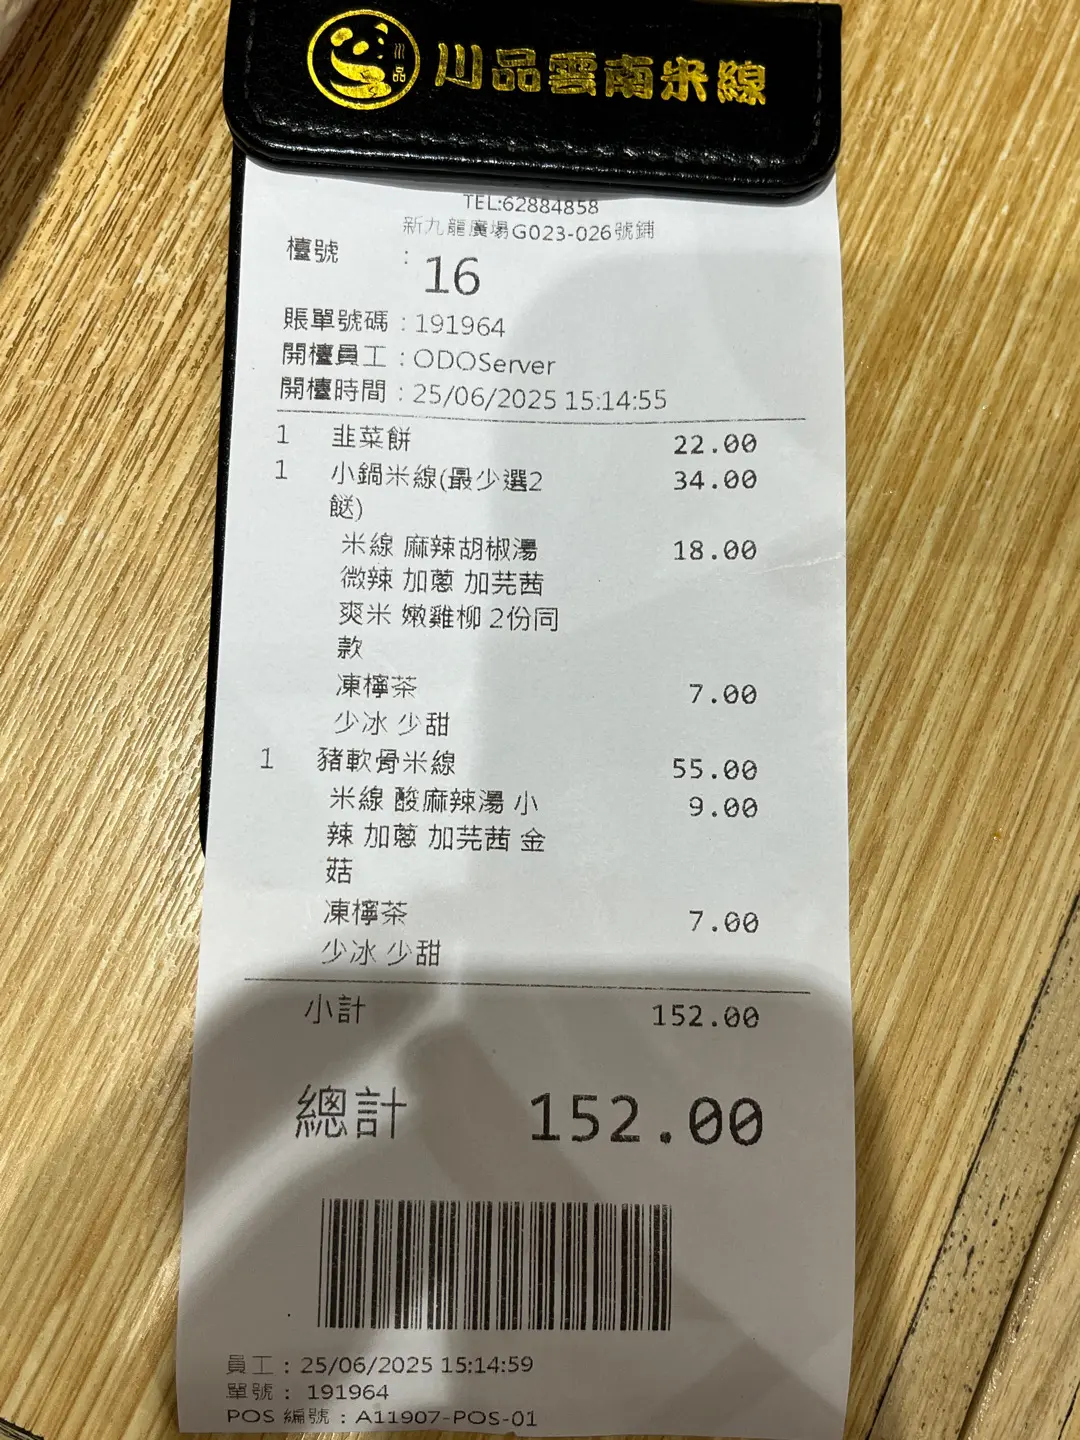 川品
川品雲南米線
TEL:62884858
新九龍廣場G023-026號鋪
檯號 : 16
賬單號碼 : 191964
開檯員工 : ODOServer
開檯時間 : 25/06/2025 15:14:55
1 韭菜餅 22.00
1 小鍋米線(最少選2 34.00
餸)
米線 麻辣胡椒湯 18.00
微辣 加蔥 加芫茜
爽米 嫩雞柳 2份同
款
凍檸茶 7.00
少冰 少甜
1 豬軟骨米線 55.00
米線 酸麻辣湯 小 9.00
辣 加蔥 加芫茜 金
菇
凍檸茶 7.00
少冰 少甜
小計 152.00
總計 152.00
員工 : 25/06/2025 15:14:59
單號 : 191964
POS 編號 : A11907-POS-01